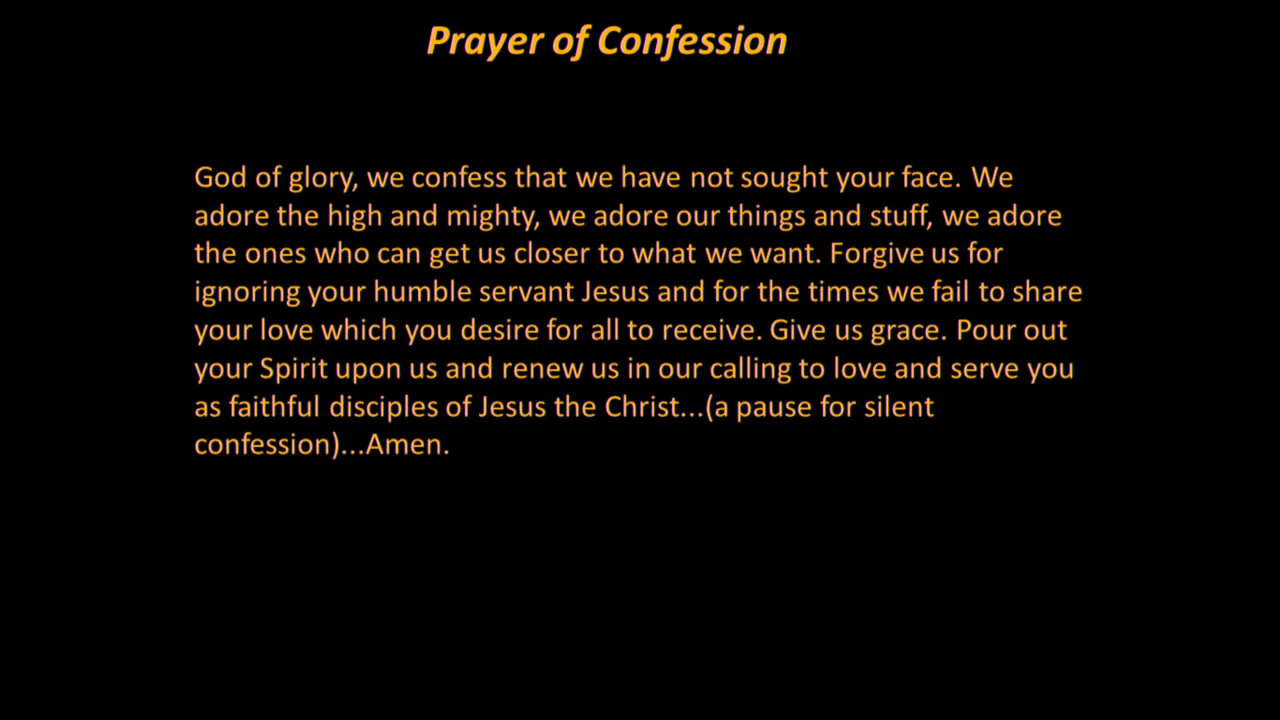 Prayer of Confession
God of glory, we confess that we have not sought your face. We
adore the high and mighty, we adore our things and stuff, we adore
the ones who can get us closer to what we want. Forgive us for
ignoring your humble servant Jesus and for the times we fail to share
your love which you desire for all to receive. Give us grace. Pour out
your Spirit upon us and renew us in our calling to love and serve you
as faithful disciples of Jesus the Christ...(a pause for silent
confession)...Amen.